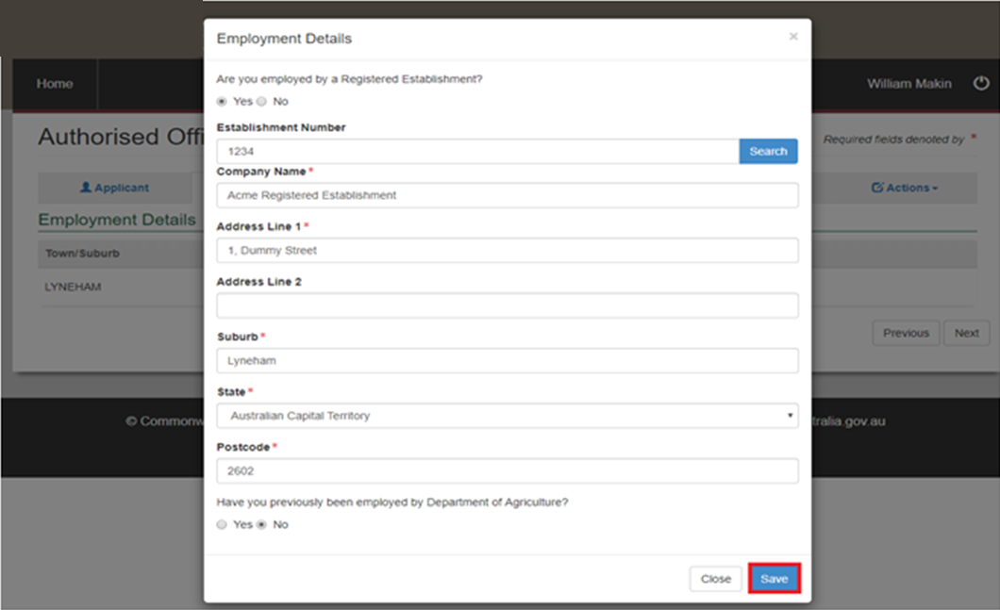 Employment Details ×
Are you employed by a Registered Establishment?
Yes No
Home
William Makin
Establishment Number
Authorised Offi
Required fields denoted by *
1234 Search
Company Name *
Applicant
Acme Registered Establishment
Actions
Employment Details
Address Line 1 *
Town/Suburb
1, Dummy Street
LYNEHAM
Address Line 2
Suburb *
Previous Next
Lyneham
State *
Australian Capital Territory
© Commonw
tralia.gov.au
Postcode *
2602
Have you previously been employed by Department of Agriculture?
Yes No
Close Save